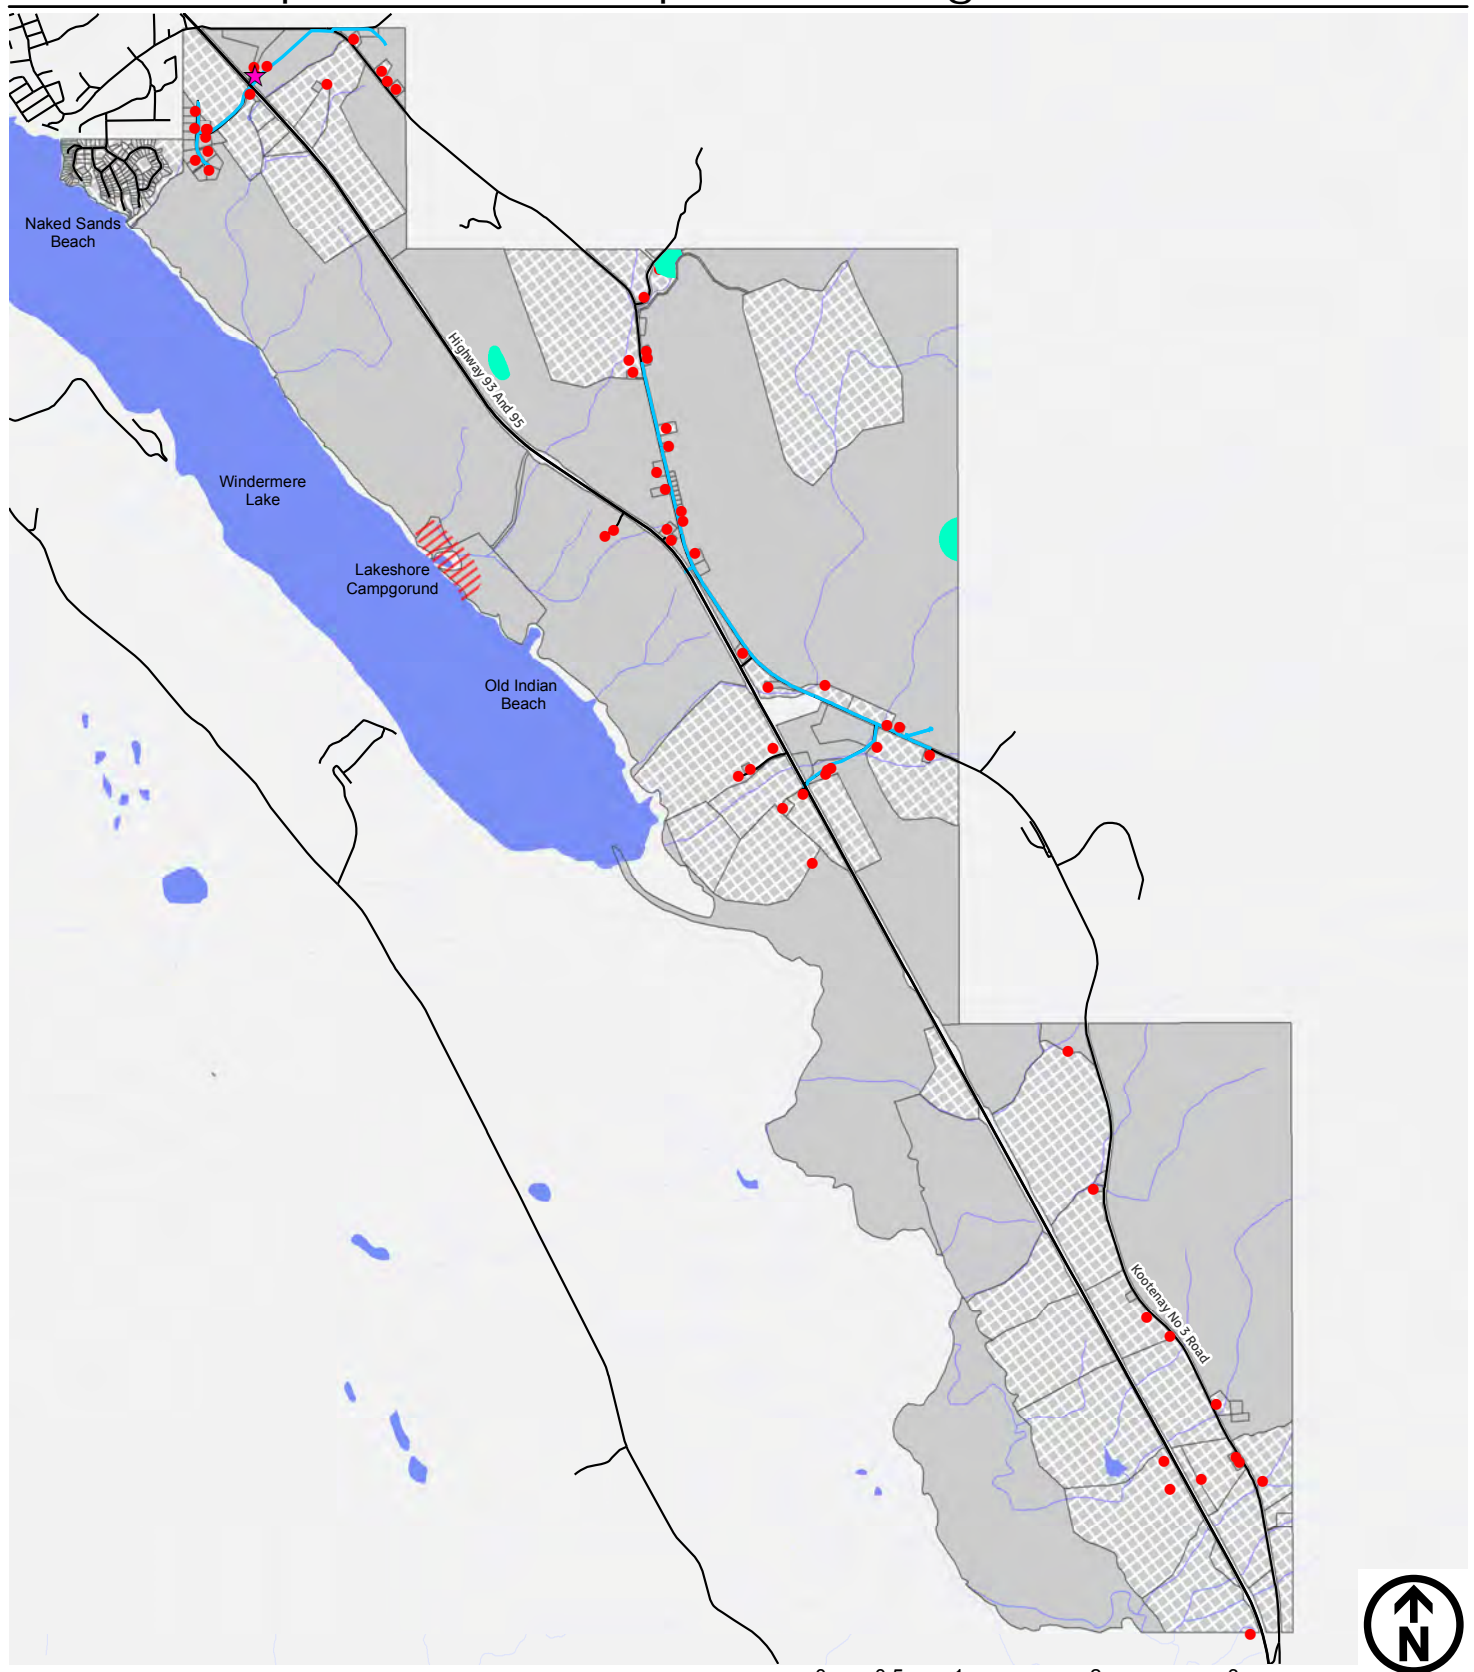 Naked Sands
Beach
Highway 93 And 95
Windermere
Lake
Lakeshore
Campgorund
Old Indian
Beach
Kootenay No 3 Road
N